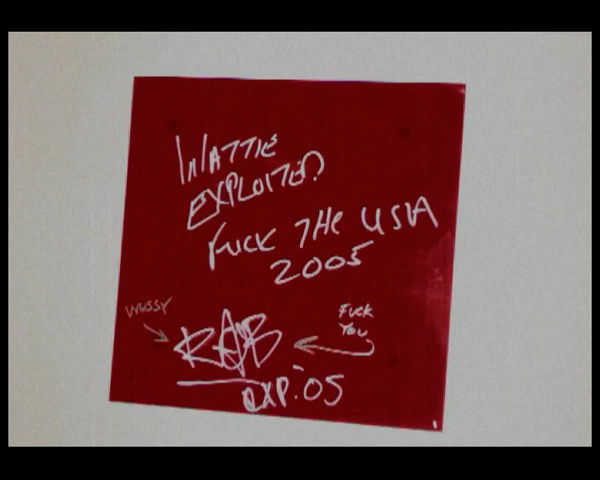 WATTIE
EXPLOITED
FUCK THE USA
2005
WUSSY
RAB
FUCK
YOU
EXP. 05